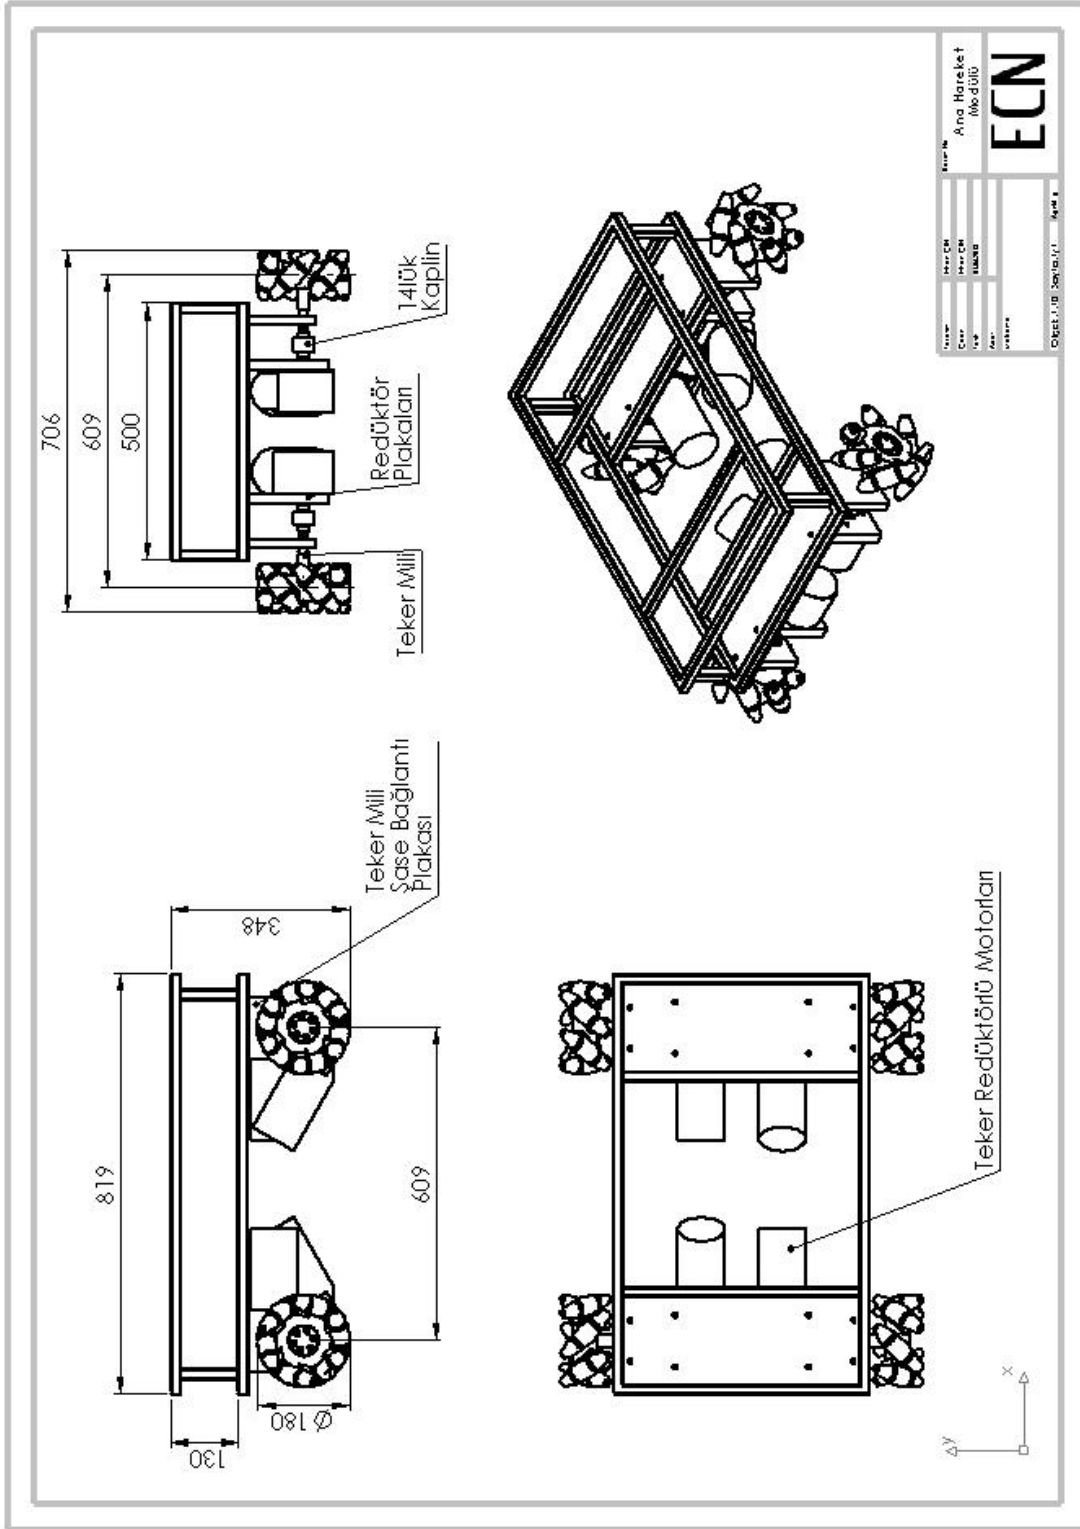 819
130
Ø 180
348
609
Teker Mili
Şase Bağlantı
Plakası
706
609
500
Teker Mili
Redüktör
Plakaları
14lük
Kaplin
Teker Redüktörlü Motorları
y
x
Ana Hareket
Modülü
ECN